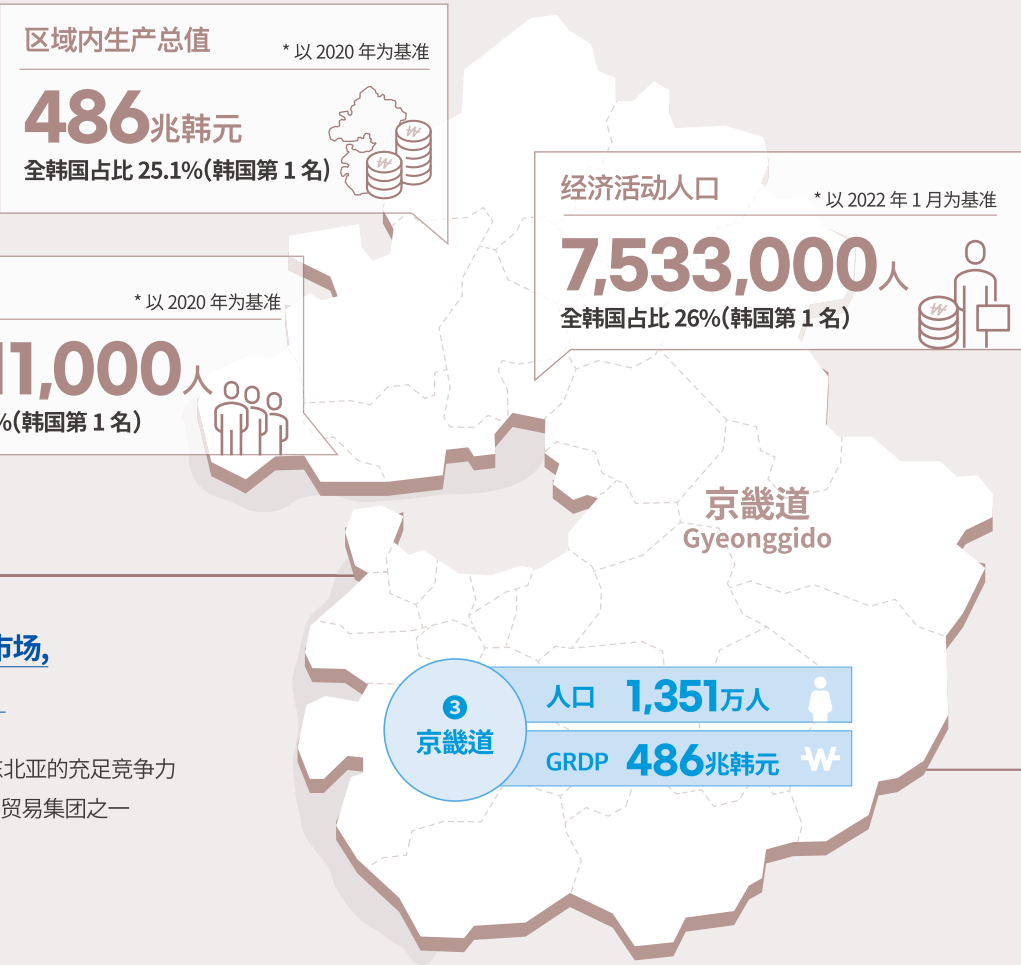 区域内生产总值
* 以 2020 年为基准
486兆韩元
全韩国占比 25.1%(韩国第 1 名)
经济活动人口
* 以 2022 年 1 月为基准
7,533,000人
全韩国占比 26%(韩国第 1 名)
* 以 2020 年为基准
11,000人
%(韩国第 1 名)
京畿道
Gyeonggido
市场,
北亚的充足竞争力
贸易集团之一
3
京畿道
人口 1,351万人
GRDP 486兆韩元